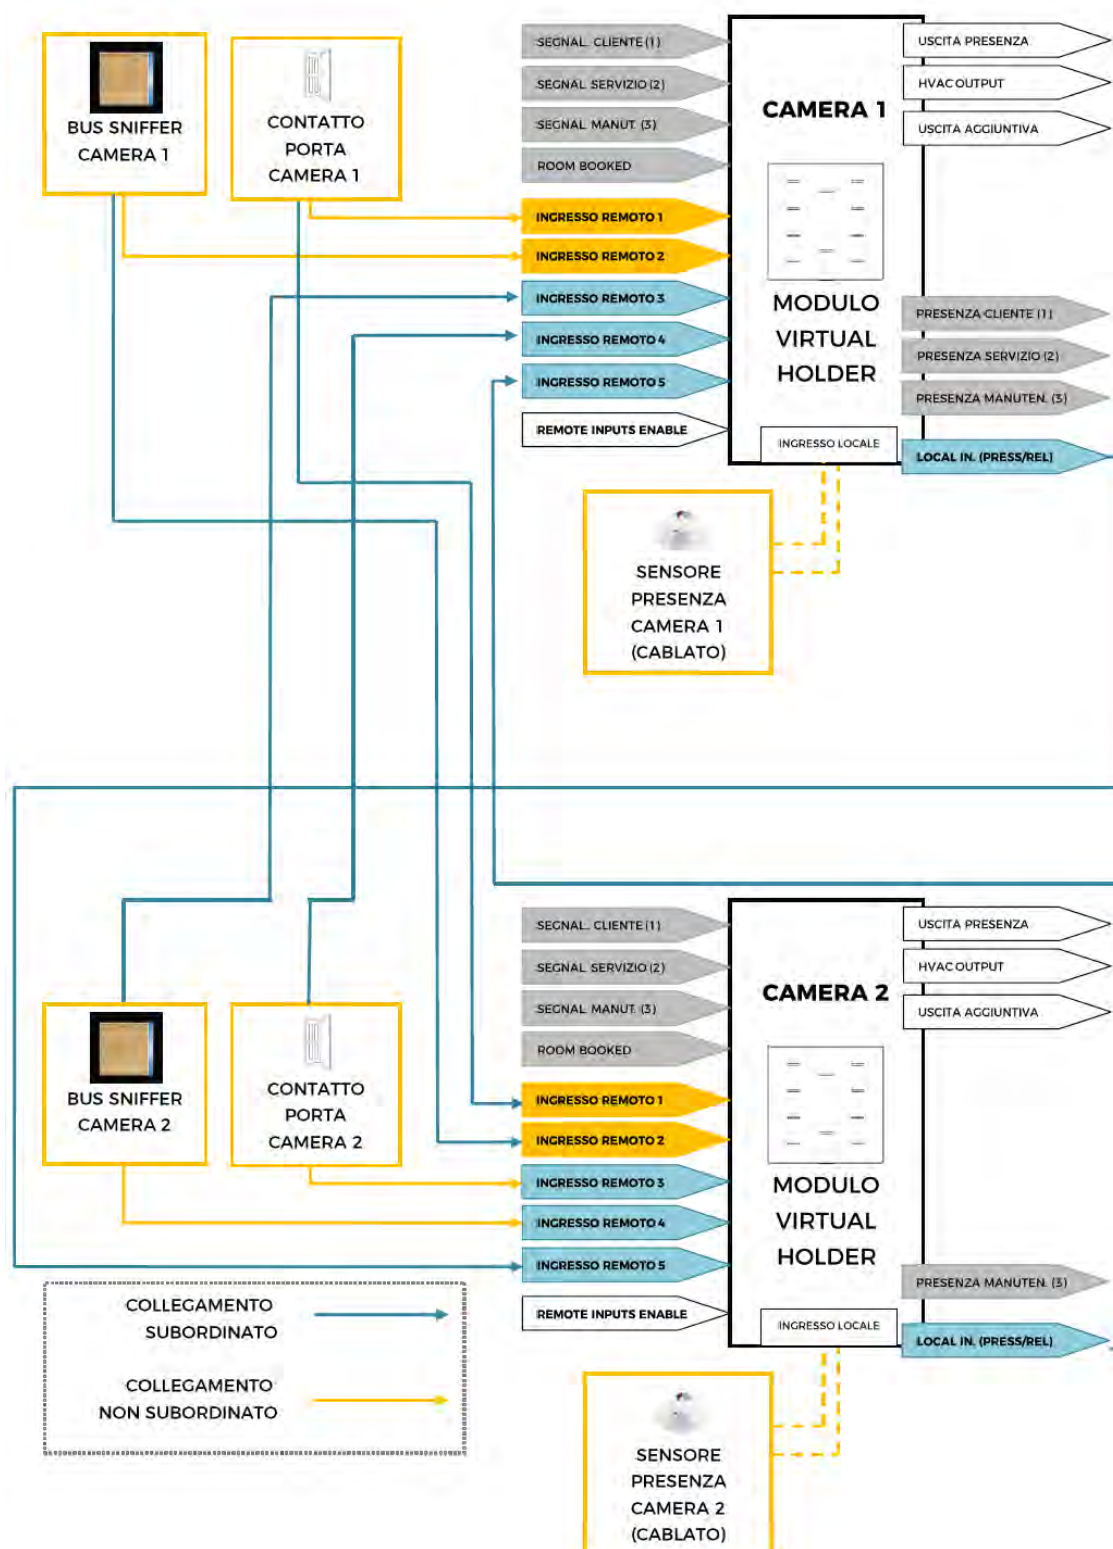 BUS SNIFFER
CAMERA 1
CONTATTO
PORTA
CAMERA 1
SEGNAL. CLIENTE (1)
SEGNAL. SERVIZIO (2)
SEGNAL. MANUT. (3)
ROOM BOOKED
INGRESSO REMOTO 1
INGRESSO REMOTO 2
INGRESSO REMOTO 3
INGRESSO REMOTO 4
INGRESSO REMOTO 5
REMOTE INPUTS ENABLE
CAMERA 1
MODULO
VIRTUAL
HOLDER
INGRESSO LOCALE
USCITA PRESENZA
HVAC OUTPUT
USCITA AGGIUNTIVA
PRESENZA CLIENTE (1)
PRESENZA SERVIZIO (2)
PRESENZA MANUTEN. (3)
LOCAL IN. (PRESS/REL)
SENSORE
PRESENZA
CAMERA 1
(CABLATO)
BUS SNIFFER
CAMERA 2
CONTATTO
PORTA
CAMERA 2
SEGNAL. CLIENTE (1)
SEGNAL. SERVIZIO (2)
SEGNAL. MANUT. (3)
ROOM BOOKED
INGRESSO REMOTO 1
INGRESSO REMOTO 2
INGRESSO REMOTO 3
INGRESSO REMOTO 4
INGRESSO REMOTO 5
REMOTE INPUTS ENABLE
CAMERA 2
MODULO
VIRTUAL
HOLDER
INGRESSO LOCALE
USCITA PRESENZA
HVAC OUTPUT
USCITA AGGIUNTIVA
PRESENZA MANUTEN. (3)
LOCAL IN. (PRESS/REL)
COLLEGAMENTO
SUBORDINATO
COLLEGAMENTO
NON SUBORDINATO
SENSORE
PRESENZA
CAMERA 2
(CABLATO)